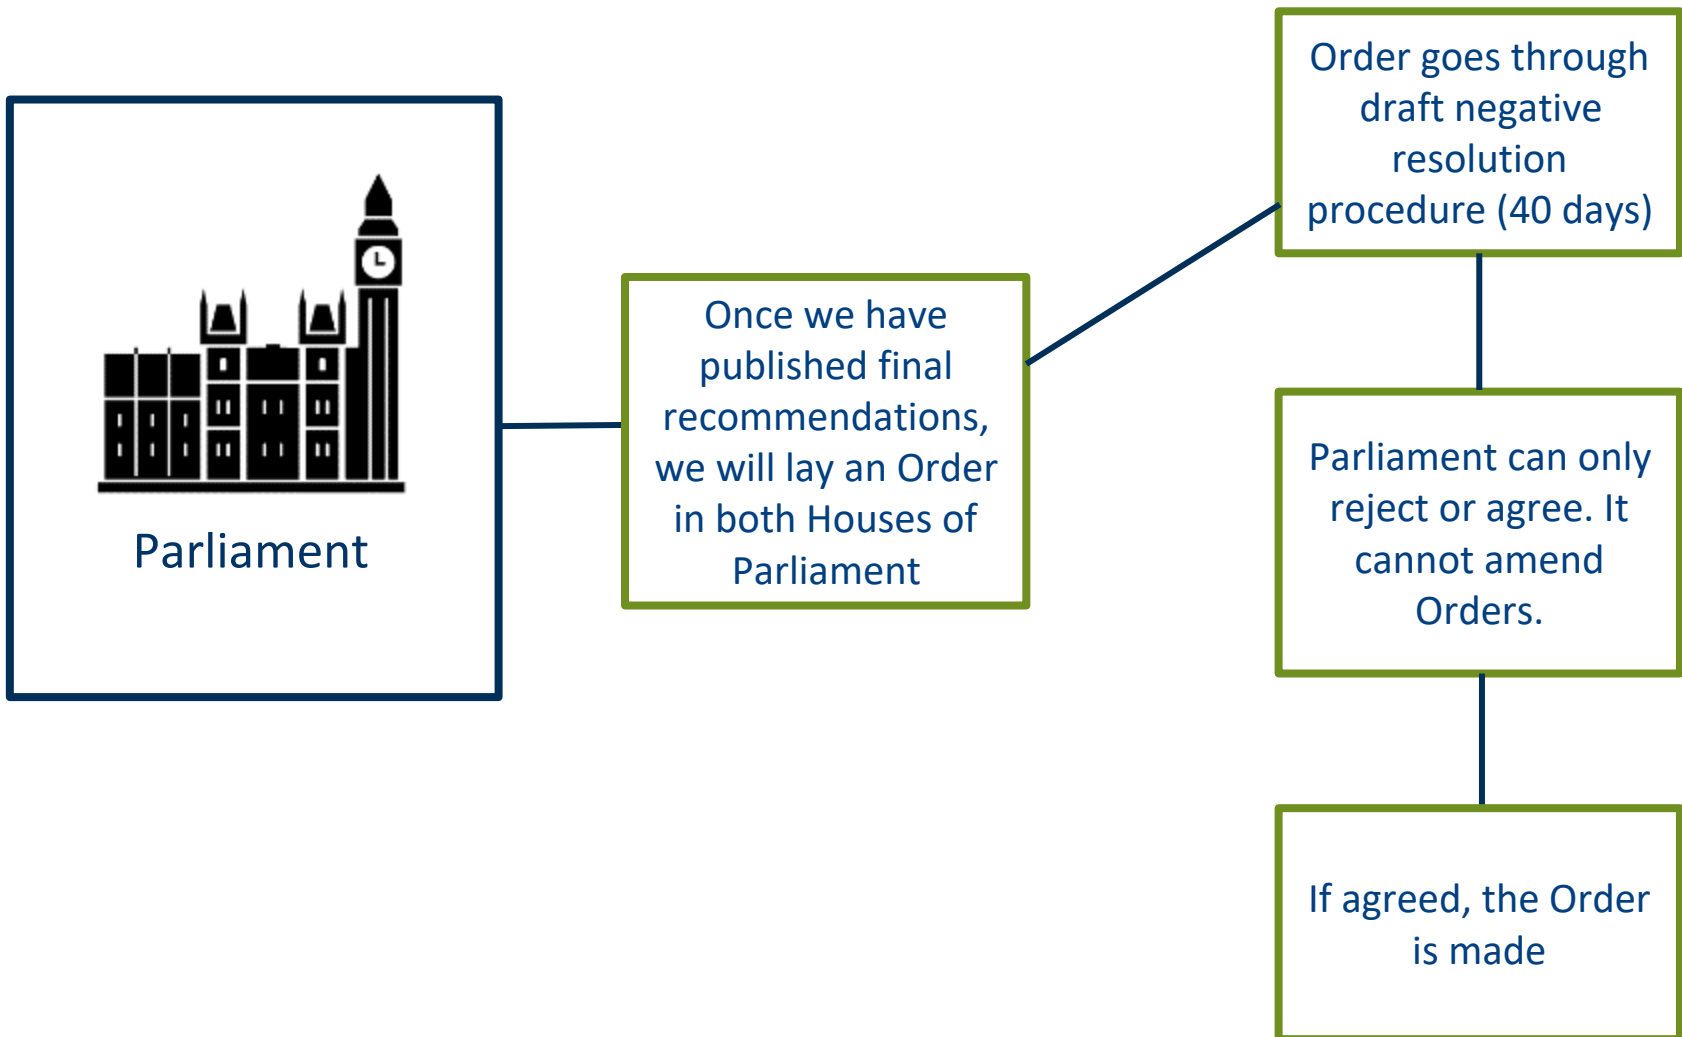 Parliament
Once we have
published final
recommendations,
we will lay an Order
in both Houses of
Parliament
Order goes through
draft negative
resolution
procedure (40 days)
Parliament can only
reject or agree. It
cannot amend
Orders.
If agreed, the Order
is made